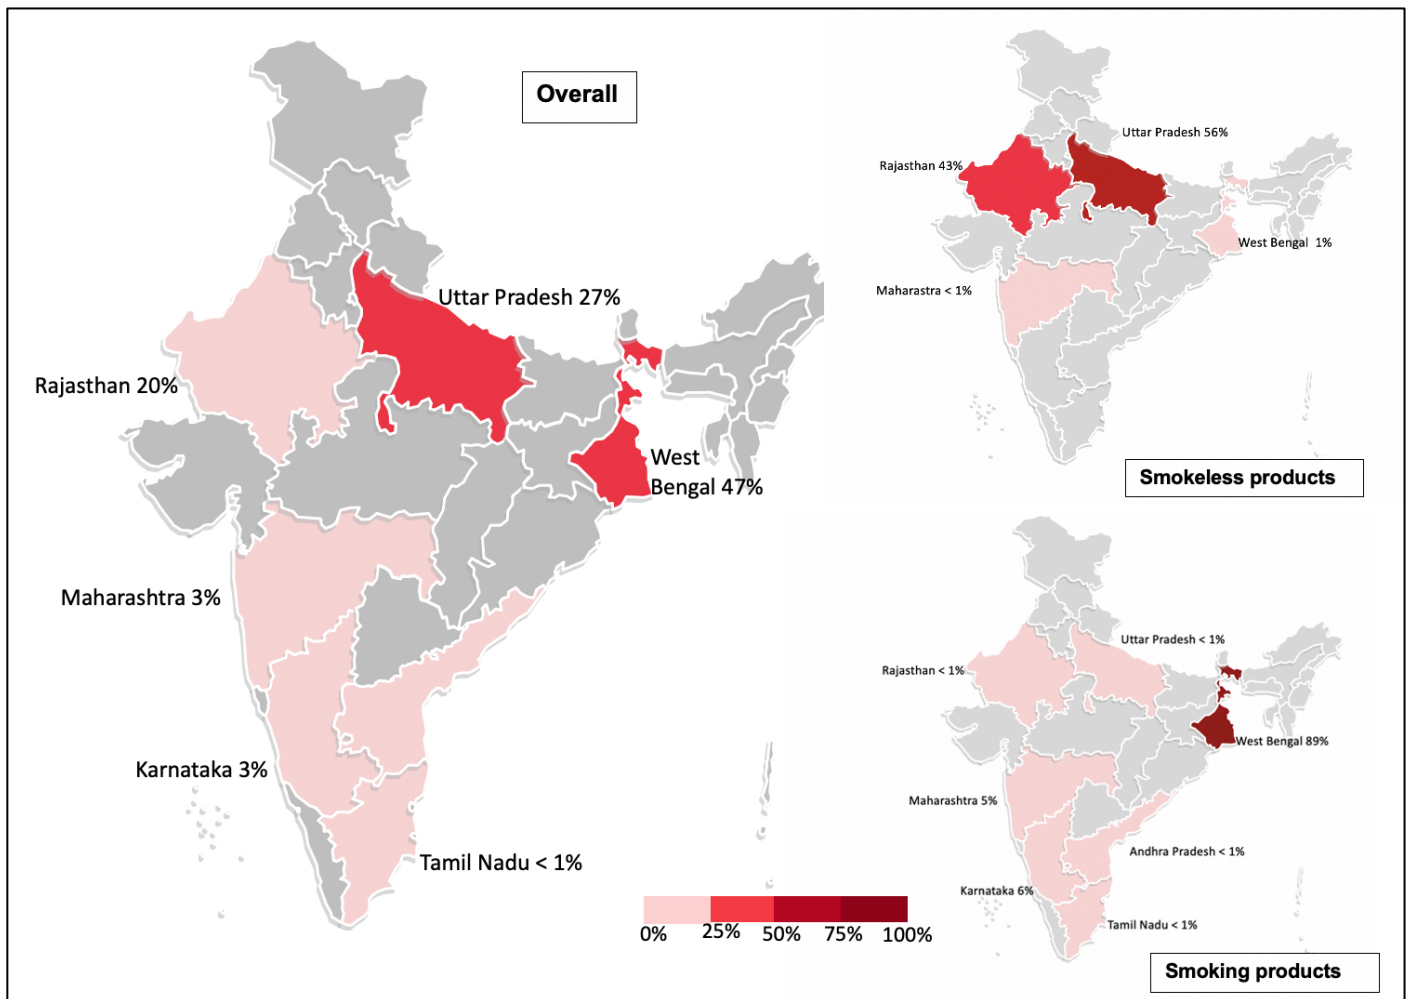 Overall
Uttar Pradesh 27%
Rajasthan 20%
West
Bengal 47%
Maharashtra 3%
Karnataka 3%
Tamil Nadu < 1%
0% 25% 50% 75% 100%
Uttar Pradesh 56%
Rajasthan 43%
West Bengal 1%
Maharastra < 1%
Smokeless products
Uttar Pradesh < 1%
Rajasthan < 1%
West Bengal 89%
Maharashtra 5%
Andhra Pradesh < 1%
Karnataka 6%
Tamil Nadu < 1%
Smoking products